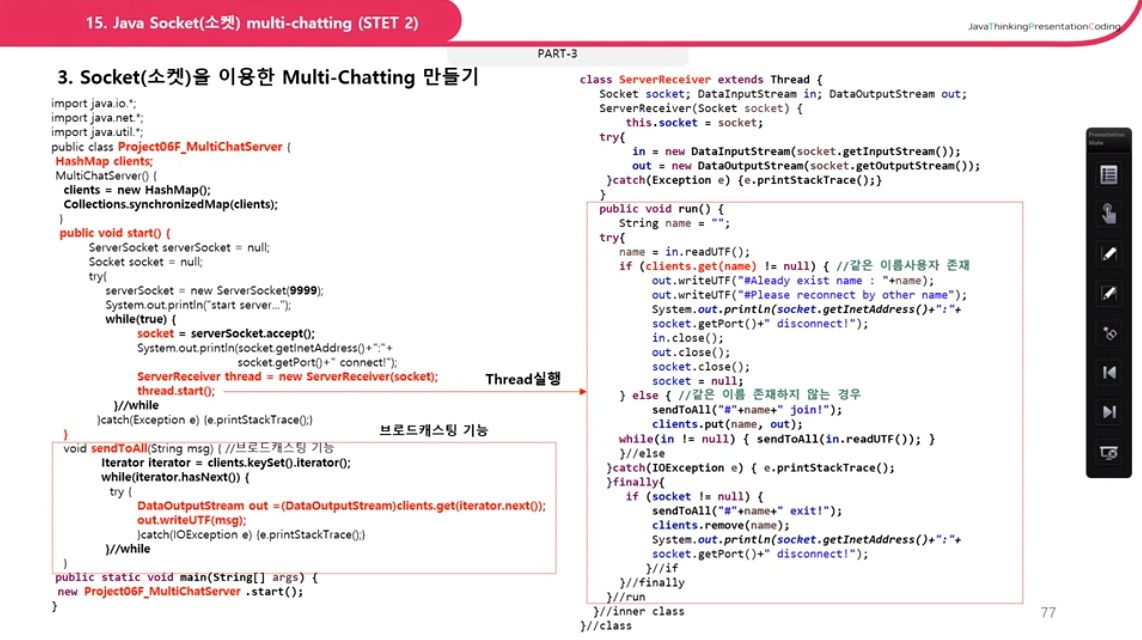 15. Java Socket(소켓) multi-chatting (STET 2)
JavaThinkingPresentationCoding
PART-3
3. Socket(소켓)을 이용한 Multi-Chatting 만들기
import java.io.*;
import java.net.*;
import java.util.*;
public class Project06F_MultiChatServer {
HashMap clients;
MultiChatServer() {
clients = new HashMap();
Collections.synchronizedMap(clients);
}
public void start() {
ServerSocket serverSocket = null;
Socket socket = null;
try{
serverSocket = new ServerSocket(9999);
System.out.println("start server...");
while(true) {
socket = serverSocket.accept();
System.out.println(socket.getInetAddress()+":"+
socket.getPort()+" connect!");
ServerReceiver thread = new ServerReceiver(socket);
thread.start();
}//while
}catch(Exception e) {e.printStackTrace();}
}
Thread실행
브로드캐스팅 기능
void sendToAll(String msg) { //브로드캐스팅 기능
Iterator iterator = clients.keySet().iterator();
while(iterator.hasNext()) {
try {
DataOutputStream out =(DataOutputStream)clients.get(iterator.next());
out.writeUTF(msg);
}catch(IOException e) {e.printStackTrace();}
}//while
}
public static void main(String[] args) {
new Project06F_MultiChatServer .start();
}
class ServerReceiver extends Thread {
Socket socket; DataInputStream in; DataOutputStream out;
ServerReceiver(Socket socket) {
this.socket = socket;
try{
in = new DataInputStream(socket.getInputStream());
out = new DataOutputStream(socket.getOutputStream());
}catch(Exception e) {e.printStackTrace();}
}
public void run() {
String name = "";
try{
name = in.readUTF();
if (clients.get(name) != null) { //같은 이름사용자 존재
out.writeUTF("#Aleady exist name : "+name);
out.writeUTF("#Please reconnect by other name");
System.out.println(socket.getInetAddress()+":"+
socket.getPort()+" disconnect!");
in.close();
out.close();
socket.close();
socket = null;
} else { //같은 이름 존재하지 않는 경우
sendToAll("#"+name+" join!");
clients.put(name, out);
while(in != null) { sendToAll(in.readUTF()); }
}//else
}catch(IOException e) { e.printStackTrace();
}finally{
if (socket != null) {
sendToAll("#"+name+" exit!");
clients.remove(name);
System.out.println(socket.getInetAddress()+":"+
socket.getPort()+" disconnect!");
}//if
}//finally
}//run
}//inner class
}//class
77
Presentation
Mate